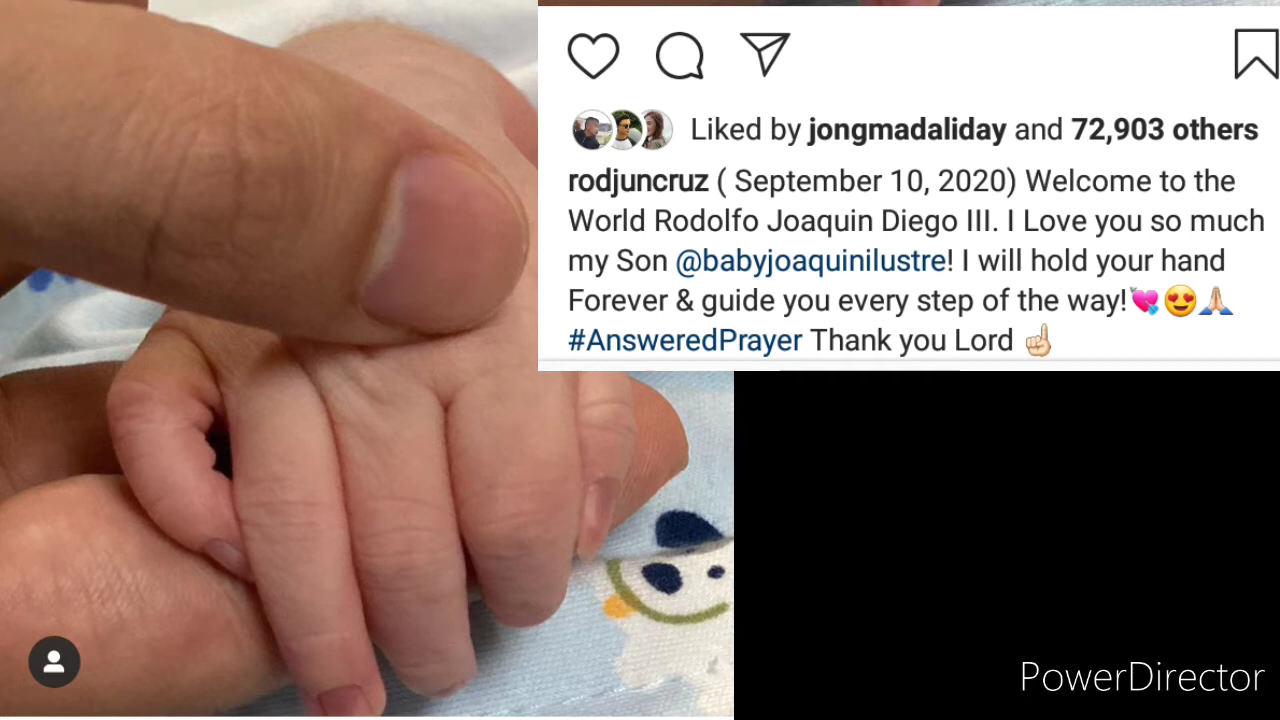 Liked by jongmadaliday and 72,903 others
rodjuncruz ( September 10, 2020) Welcome to the
World Rodolfo Joaquin Diego III. I Love you so much
my Son @babyjoaquinilustre! I will hold your hand
Forever & guide you every step of the way!💘😍🙏🏻
#AnsweredPrayer Thank you Lord ☝🏻
PowerDirector